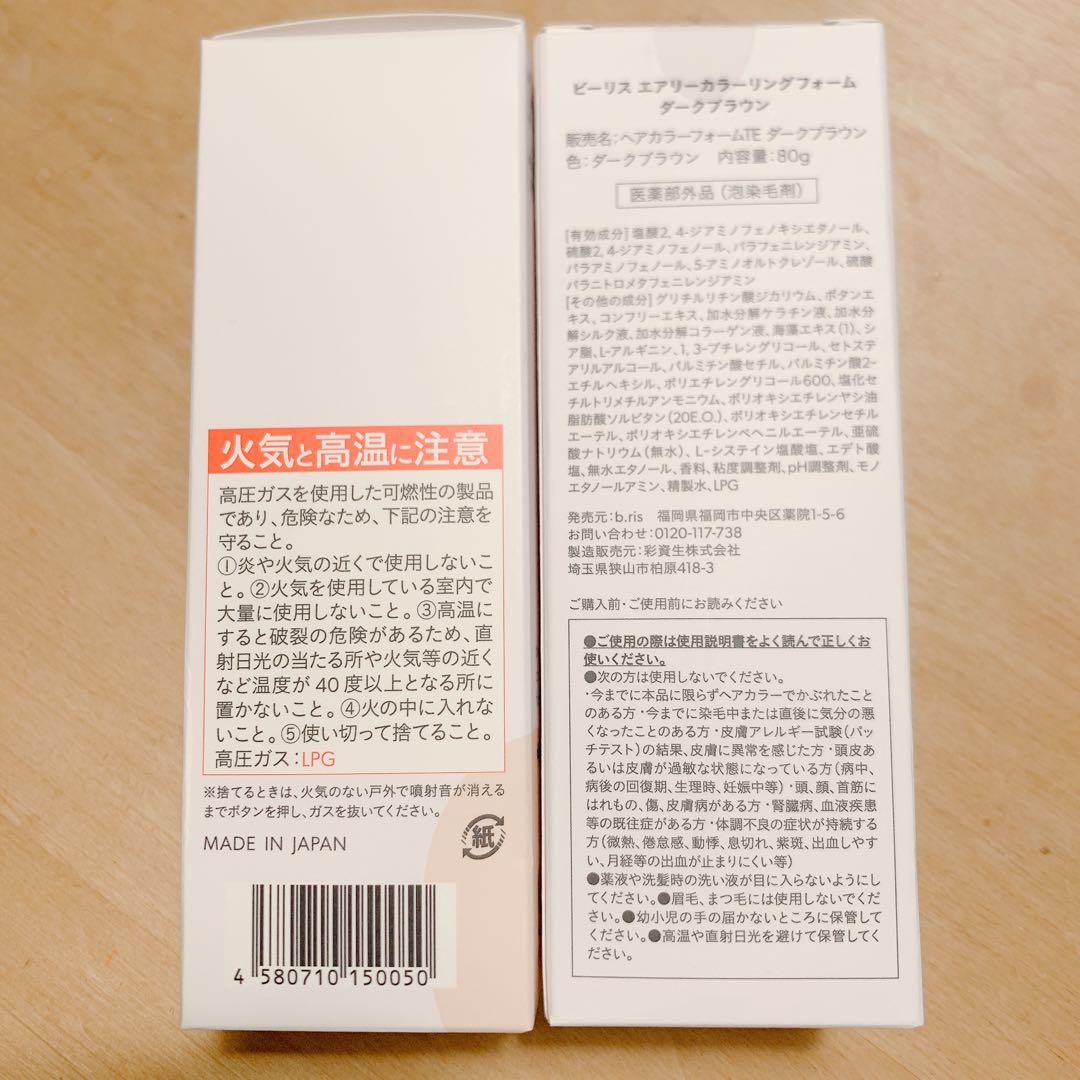 火気と高温に注意
高圧ガスを使用した可燃性の製品
であり、危険なため、下記の注意を
守ること。
①炎や火気の近くで使用しないこ
と。②火気を使用している室内で
大量に使用しないこと。③高温に
すると破裂の危険があるため、直
射日光の当たる所や火気等の近く
など温度が40度以上となる所に
置かないこと。④火の中に入れな
いこと。⑤使い切って捨てること。
高圧ガス：LPG
※捨てるときは、火気のない戸外で噴射音が消える
までボタンを押し、ガスを抜いてください。
MADE IN JAPAN
紙
4 580710 150050
ビーリス エアリーカラーリングフォーム
ダークブラウン
販売名：ヘアカラーフォームTE ダークブラウン
色：ダークブラウン 内容量：80g
医薬部外品（泡染毛剤）
[有効成分] 塩酸2, 4-ジアミノフェノキシエタノール、
硫酸2, 4-ジアミノフェノール、パラフェニレンジアミン、
パラアミノフェノール、5-アミノオルトクレゾール、硫酸
パラニトロメタフェニレンジアミン
[その他の成分] グリチルリチン酸ジカリウム、ボタンエ
キス、コンフリーエキス、加水分解ケラチン液、加水分
解シルク液、加水分解コラーゲン液、海藻エキス（1）、シ
ア脂、L-アルギニン、1, 3-ブチレングリコール、セトステ
アリルアルコール、パルミチン酸セチル、パルミチン酸2-
エチルヘキシル、ポリエチレングリコール600、塩化セ
チルトリメチルアンモニウム、ポリオキシエチレンヤシ油
脂肪酸ソルビタン（20E.O.）、ポリオキシエチレンセチル
エーテル、ポリオキシエチレンベヘニルエーテル、亜硫
酸ナトリウム（無水）、L-システイン塩酸塩、エデト酸
塩、無水エタノール、香料、粘度調整剤、pH調整剤、モノ
エタノールアミン、精製水、LPG
発売元：b.ris 福岡県福岡市中央区薬院1-5-6
お問い合わせ：0120-117-738
製造販売元：彩資生株式会社
埼玉県狭山市柏原418-3
ご購入前・ご使用前にお読みください
●ご使用の際は使用説明書をよく読んで正しくお
使いください。
●次の方は使用しないでください。
・今までに本品に限らずヘアカラーでかぶれたこと
のある方・今までに染毛中または直後に気分の悪
くなったことのある方・皮膚アレルギー試験（パッ
チテスト）の結果、皮膚に異常を感じた方・頭皮あ
るいは皮膚が過敏な状態になっている方（病中、
病後の回復期、生理時、妊娠中等）・頭、顔、首筋に
はれもの、傷、皮膚病がある方・腎臓病、血液疾患
等の既往症がある方・体調不良の症状が持続する
方（微熱、倦怠感、動悸、息切れ、紫斑、出血しやす
い、月経等の出血が止まりにくい等）
●薬液や洗髪時の洗い液が目に入らないようにし
てください。●眉毛、まつ毛には使用しないでくだ
さい。●幼小児の手の届かないところに保管して
ください。●高温や直射日光を避けて保管してく
ださい。